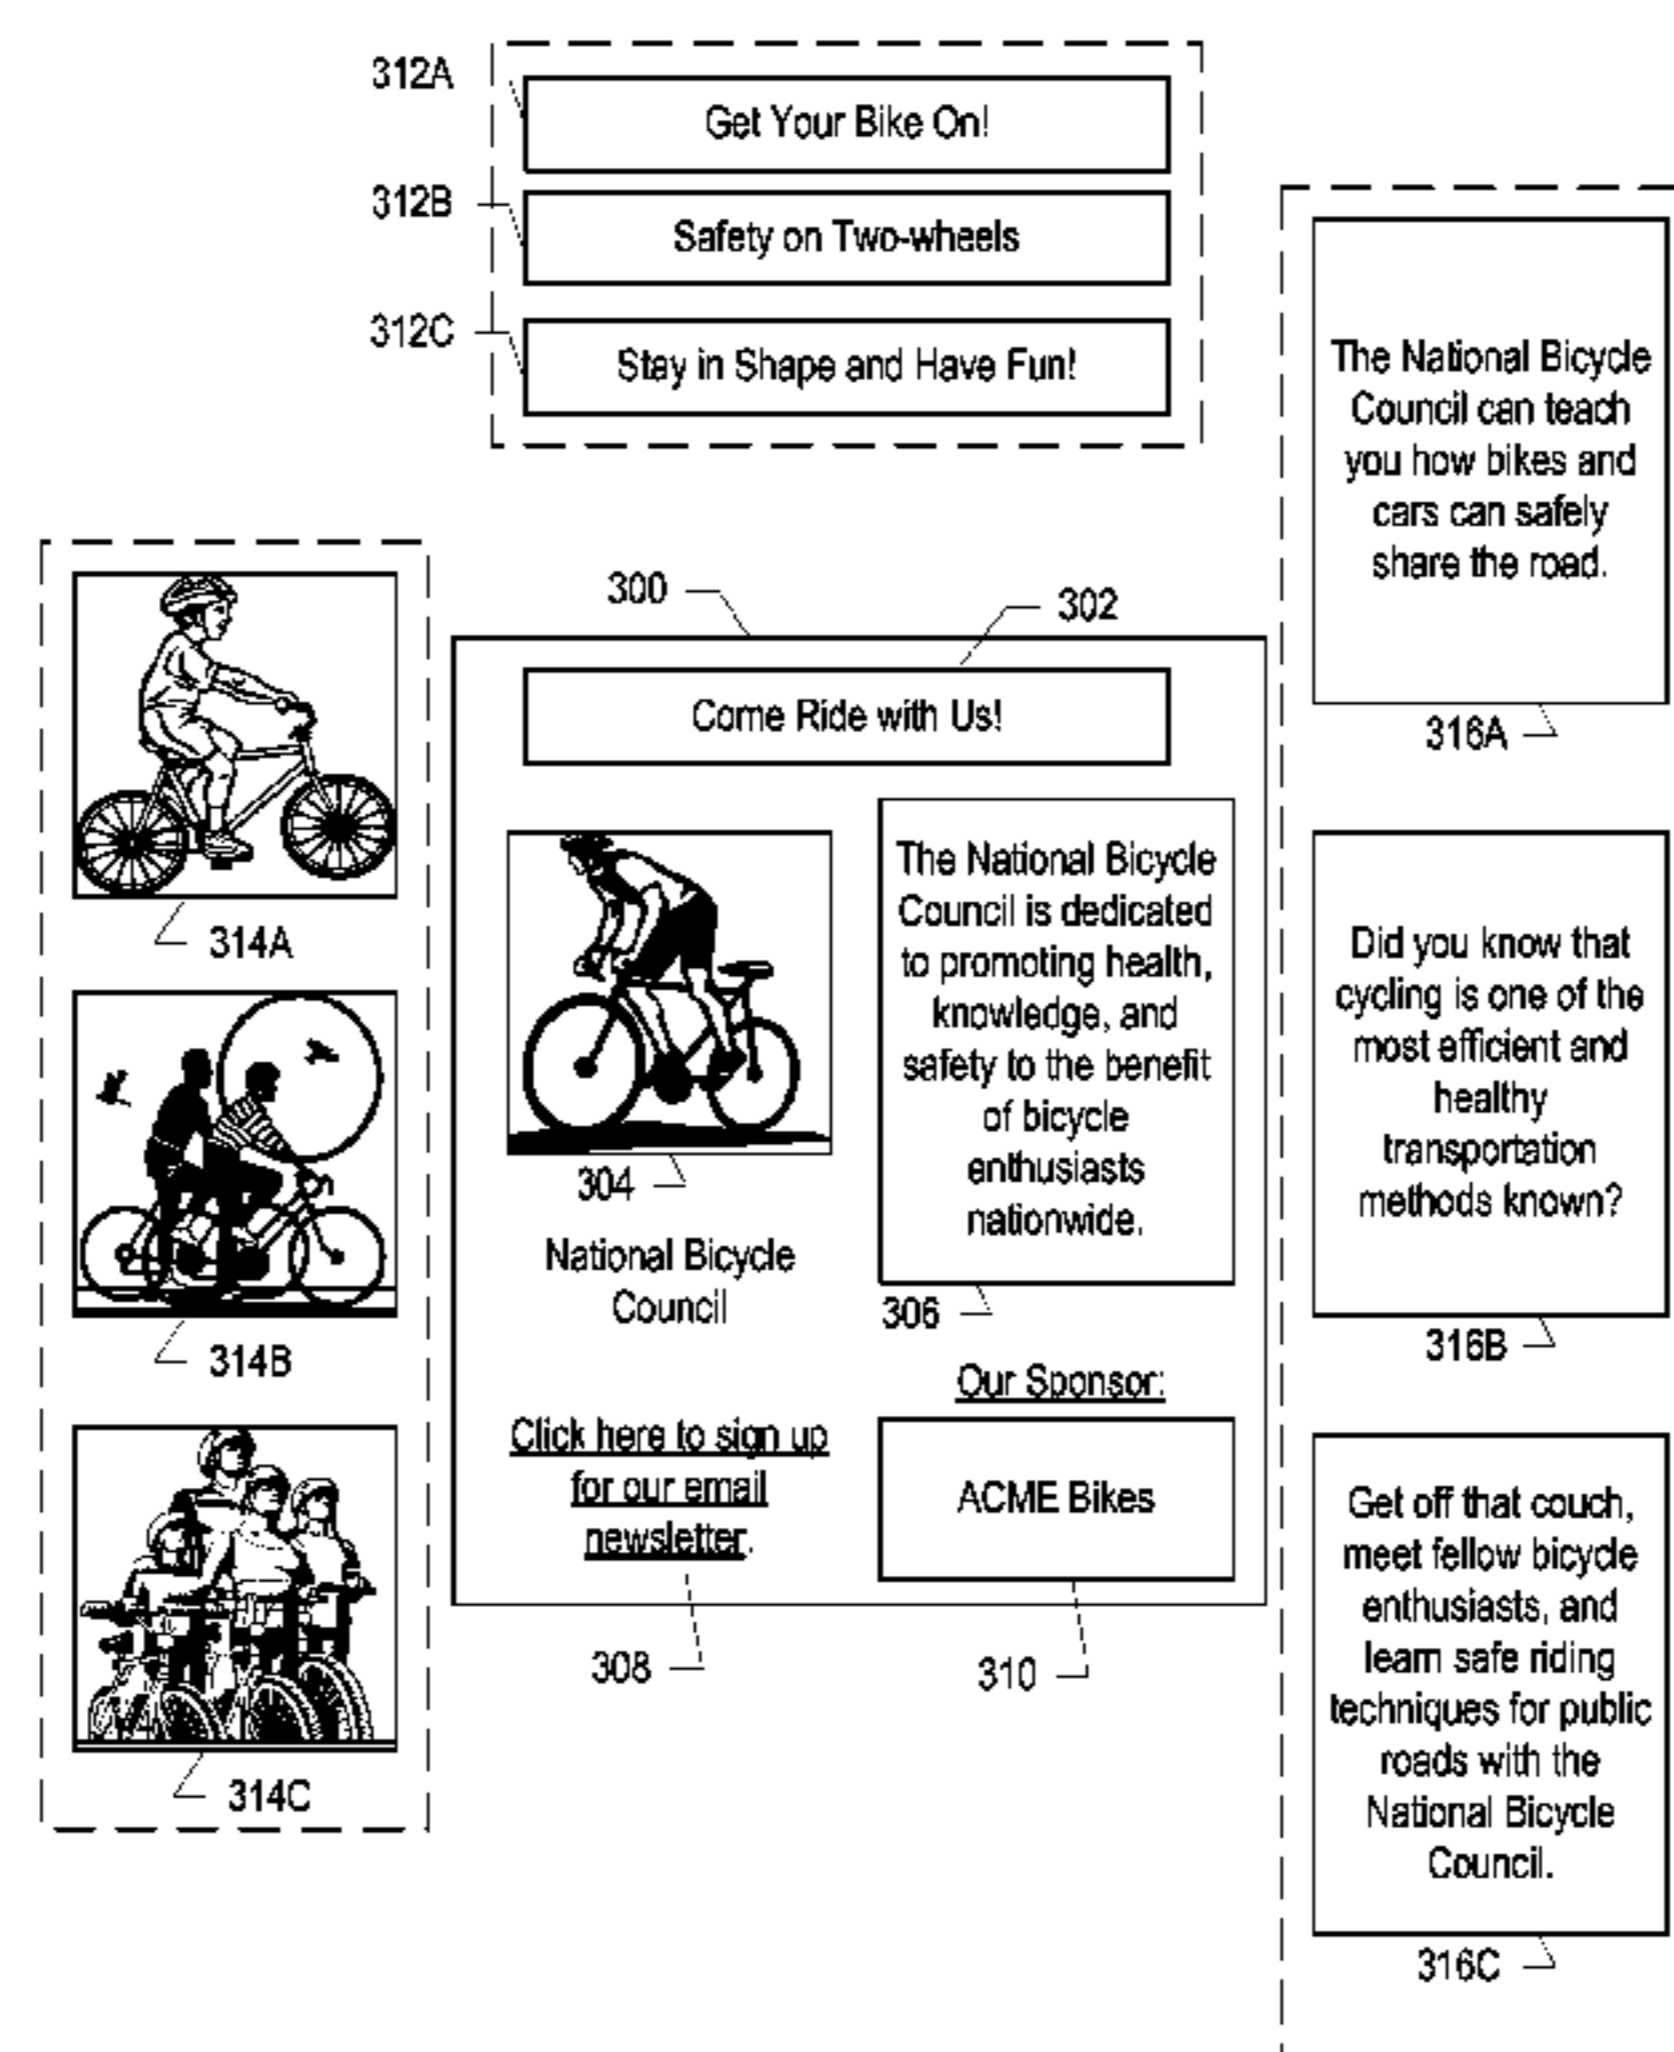 312A
Get Your Bike On!
312B
Safety on Two-wheels
312C
Stay in Shape and Have Fun!
The National Bicycle
Council can teach
you how bikes and
cars can safely
share the road.
316A
300
302
Come Ride with Us!
314A
304
National Bicycle
Council
The National Bicycle
Council is dedicated
to promoting health,
knowledge, and
safety to the benefit
of bicycle
enthusiasts
nationwide.
306
Did you know that
cycling is one of the
most efficient and
healthy
transportation
methods known?
316B
314B
Click here to sign up
for our email
newsletter.
308
Our Sponsor:
ACME Bikes
310
314C
Get off that couch,
meet fellow bicycle
enthusiasts, and
learn safe riding
techniques for public
roads with the
National Bicycle
Council.
316C